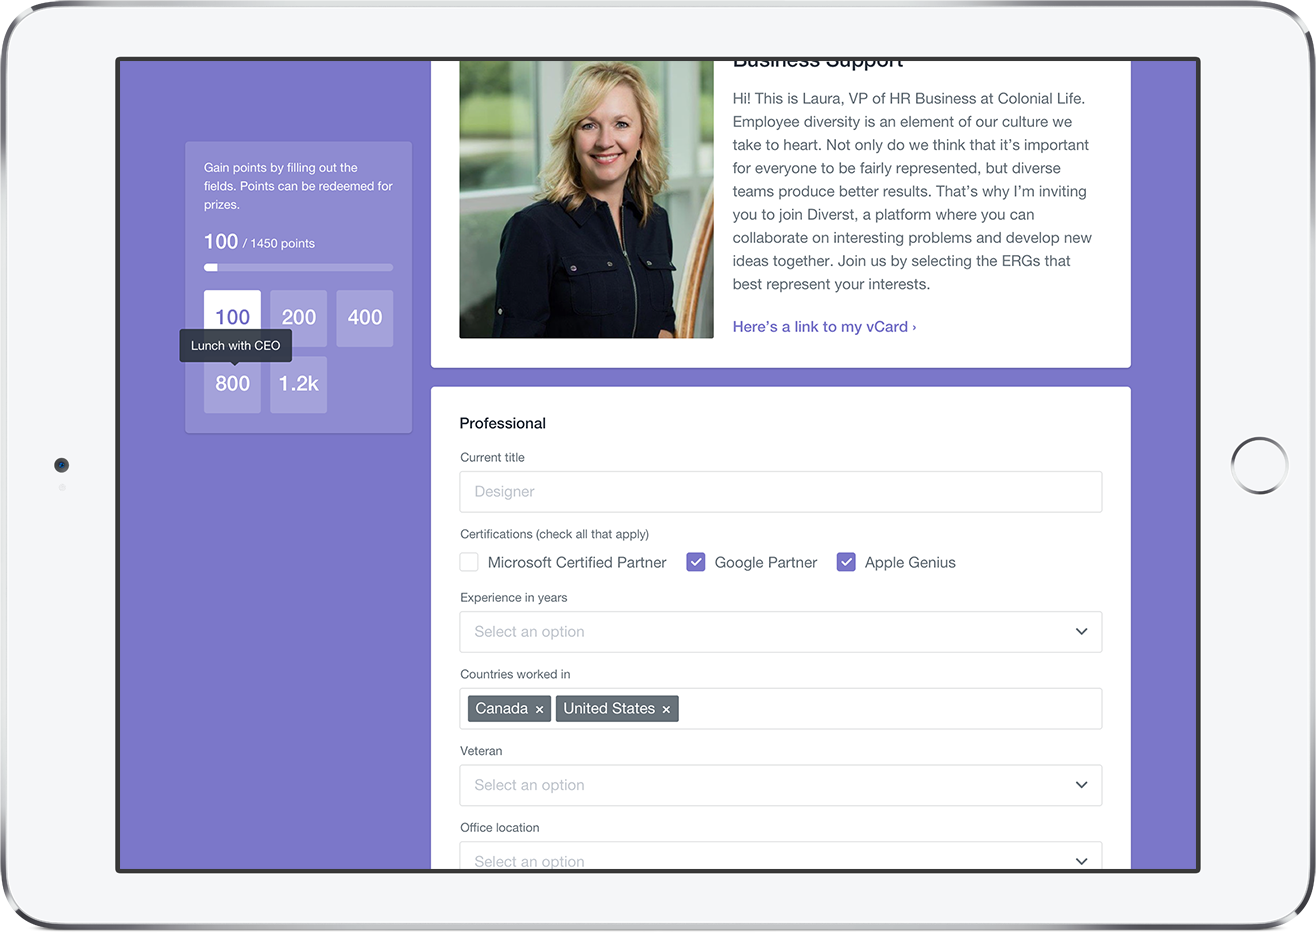 Gain points by filling out the
fields. Points can be redeemed for
prizes.
100 / 1450 points
100 200 400
Lunch with CEO
800 1.2k
Business Support
Hi! This is Laura, VP of HR Business at Colonial Life.
Employee diversity is an element of our culture we
take to heart. Not only do we think that it’s important
for everyone to be fairly represented, but diverse
teams produce better results. That’s why I’m inviting
you to join Diverst, a platform where you can
collaborate on interesting problems and develop new
ideas together. Join us by selecting the ERGs that
best represent your interests.
Here’s a link to my vCard ›
Professional
Current title
Designer
Certifications (check all that apply)
Microsoft Certified Partner Google Partner Apple Genius
Experience in years
Select an option
Countries worked in
Canada × United States ×
Veteran
Select an option
Office location
Select an option